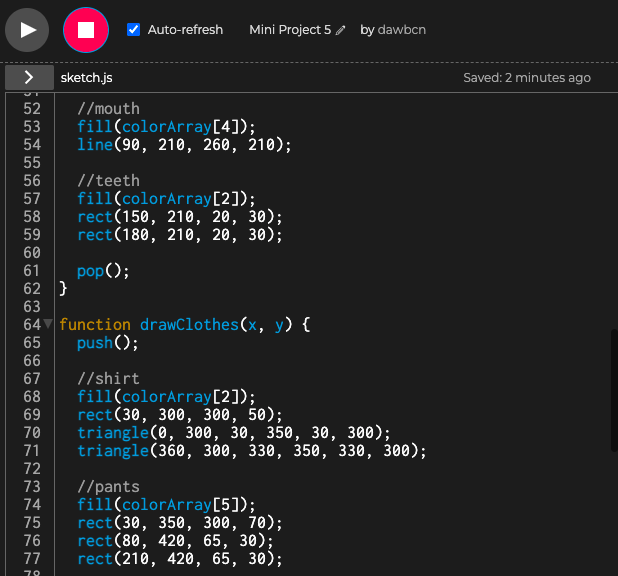 Auto-refresh Mini Project 5 by dawbcn
sketch.js Saved: 2 minutes ago
52 //mouth
53 fill(colorArray[4]);
54 line(90, 210, 260, 210);
55
56 //teeth
57 fill(colorArray[2]);
58 rect(150, 210, 20, 30);
59 rect(180, 210, 20, 30);
60
61 pop();
62 }
63
64 function drawClothes(x, y) {
65 push();
66
67 //shirt
68 fill(colorArray[2]);
69 rect(30, 300, 300, 50);
70 triangle(0, 300, 30, 350, 30, 300);
71 triangle(360, 300, 330, 350, 330, 300);
72
73 //pants
74 fill(colorArray[5]);
75 rect(30, 350, 300, 70);
76 rect(80, 420, 65, 30);
77 rect(210, 420, 65, 30);